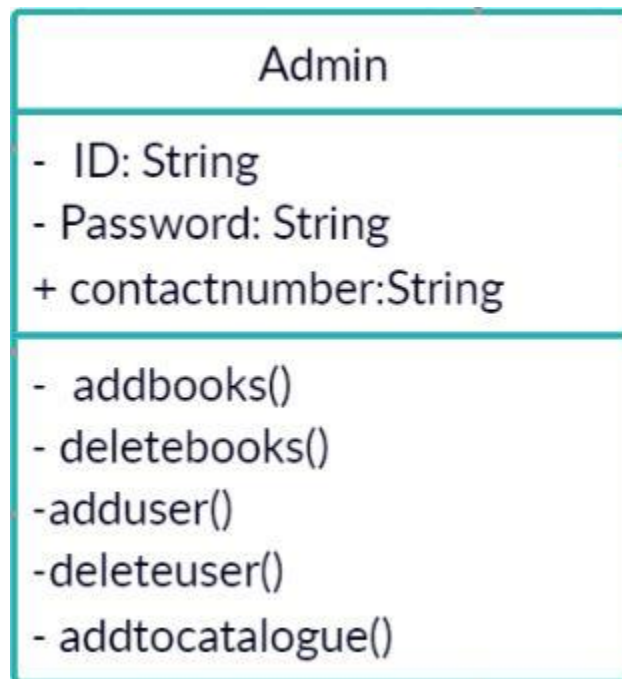 Admin
- ID: String
- Password: String
+ contactnumber:String
- addbooks()
- deletebooks()
-adduser()
-deleteuser()
- addtocatalogue()